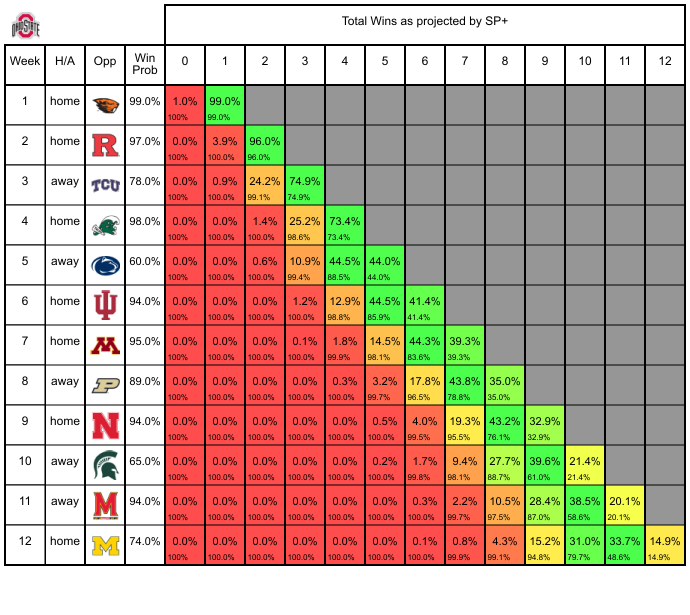 OHIO STATE
Total Wins as projected by SP+
Week H/A Opp Win Prob 0 1 2 3 4 5 6 7 8 9 10 11 12
1 home 99.0% 1.0% 99.0%
100% 99.0%
2 home R 97.0% 0.0% 3.9% 96.0%
100% 100.0% 96.0%
3 away TCU 78.0% 0.0% 0.9% 24.2% 74.9%
100% 100.0% 99.1% 74.9%
4 home 98.0% 0.0% 0.0% 1.4% 25.2% 73.4%
100% 100.0% 100.0% 98.6% 73.4%
5 away 60.0% 0.0% 0.0% 0.6% 10.9% 44.5% 44.0%
100% 100.0% 100.0% 99.4% 88.5% 44.0%
6 home 94.0% 0.0% 0.0% 0.0% 1.2% 12.9% 44.5% 41.4%
100% 100.0% 100.0% 100.0% 98.8% 85.9% 41.4%
7 home M 95.0% 0.0% 0.0% 0.0% 0.1% 1.8% 14.5% 44.3% 39.3%
100% 100.0% 100.0% 100.0% 99.9% 98.1% 83.6% 39.3%
8 away P 89.0% 0.0% 0.0% 0.0% 0.0% 0.3% 3.2% 17.8% 43.8% 35.0%
100% 100.0% 100.0% 100.0% 100.0% 99.7% 96.5% 78.8% 35.0%
9 home N 94.0% 0.0% 0.0% 0.0% 0.0% 0.0% 0.5% 4.0% 19.3% 43.2% 32.9%
100% 100.0% 100.0% 100.0% 100.0% 100.0% 99.5% 95.5% 76.1% 32.9%
10 away 65.0% 0.0% 0.0% 0.0% 0.0% 0.0% 0.2% 1.7% 9.4% 27.7% 39.6% 21.4%
100% 100.0% 100.0% 100.0% 100.0% 100.0% 99.8% 98.1% 88.7% 61.0% 21.4%
11 away M 94.0% 0.0% 0.0% 0.0% 0.0% 0.0% 0.0% 0.3% 2.2% 10.5% 28.4% 38.5% 20.1%
100% 100.0% 100.0% 100.0% 100.0% 100.0% 100.0% 99.7% 97.5% 87.0% 58.6% 20.1%
12 home M 74.0% 0.0% 0.0% 0.0% 0.0% 0.0% 0.0% 0.1% 0.8% 4.3% 15.2% 31.0% 33.7% 14.9%
100% 100.0% 100.0% 100.0% 100.0% 100.0% 100.0% 99.9% 99.1% 94.8% 79.7% 48.6% 14.9%